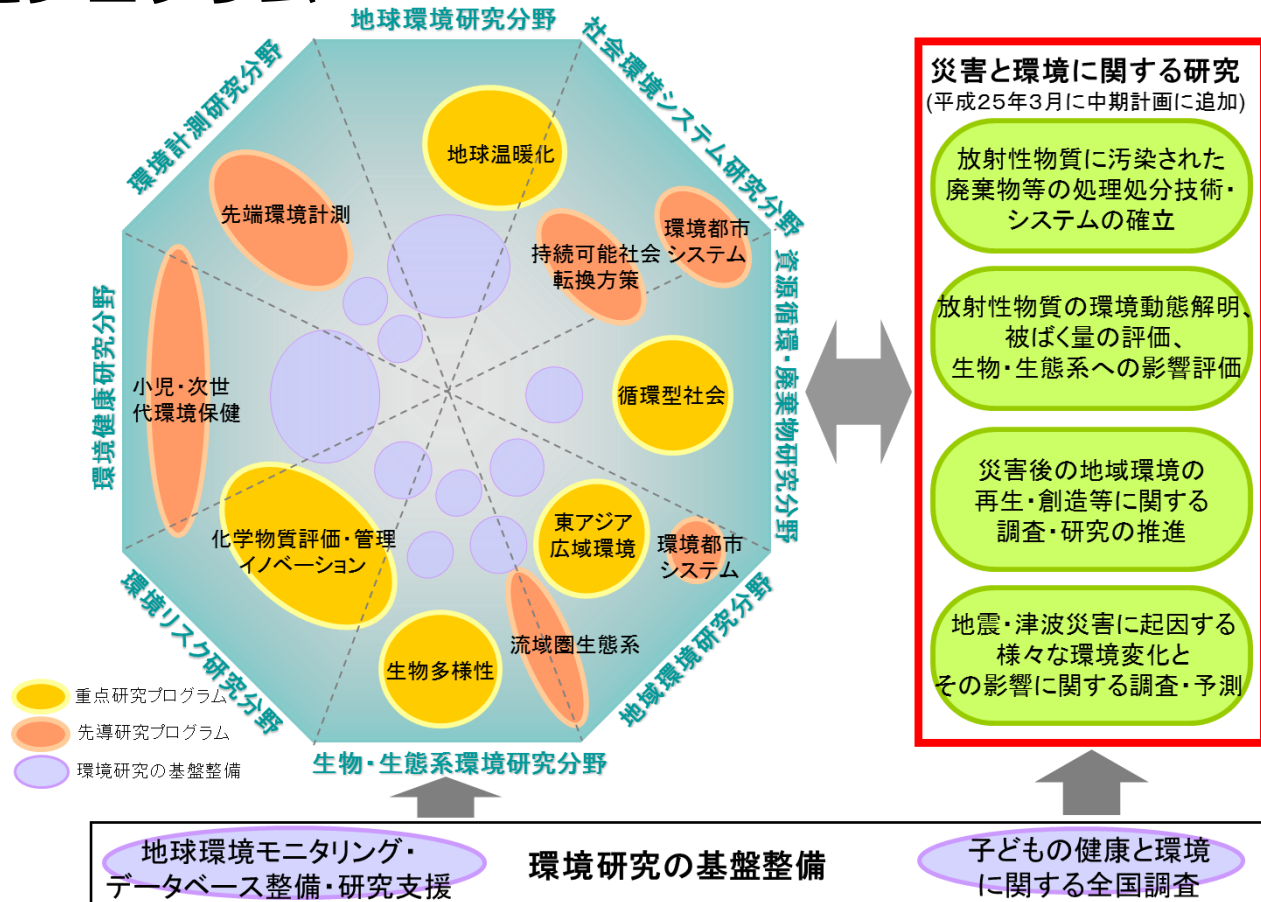 地球環境研究分野
社会環境システム研究分野
資源循環・廃棄物研究分野
地域環境研究分野
生物・生態系環境研究分野
環境リスク研究分野
環境健康研究分野
環境計測研究分野
地球温暖化
先端環境計測
持続可能社会
転換方策
環境都市
システム
小児・次世
代環境保健
循環型社会
化学物質評価・管理
イノベーション
東アジア
広域環境
環境都市
システム
生物多様性
流域圏生態系
重点研究プログラム
先導研究プログラム
環境研究の基盤整備
災害と環境に関する研究
(平成25年3月に中期計画に追加)
放射性物質に汚染された
廃棄物等の処理処分技術・
システムの確立
放射性物質の環境動態解明、
被ばく量の評価、
生物・生態系への影響評価
災害後の地域環境の
再生・創造等に関する
調査・研究の推進
地震・津波災害に起因する
様々な環境変化と
その影響に関する調査・予測
地球環境モニタリング・
データベース整備・研究支援
環境研究の基盤整備
子どもの健康と環境
に関する全国調査